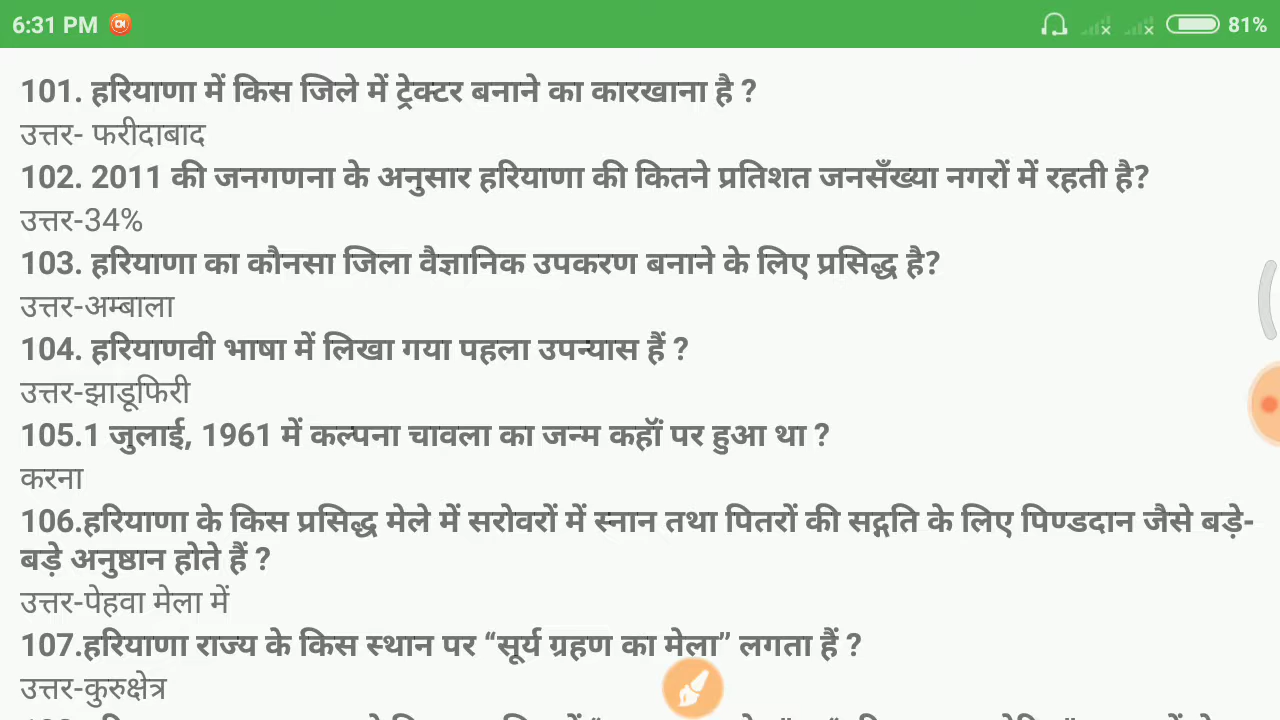 6:31 PM
81%
101. हरियाणा में किस जिले में ट्रेक्टर बनाने का कारखाना है ?
उत्तर- फरीदाबाद
102. 2011 की जनगणना के अनुसार हरियाणा की कितने प्रतिशत जनसँख्या नगरों में रहती है?
उत्तर-34%
103. हरियाणा का कौनसा जिला वैज्ञानिक उपकरण बनाने के लिए प्रसिद्ध है?
उत्तर-अम्बाला
104. हरियाणवी भाषा में लिखा गया पहला उपन्यास हैं ?
उत्तर-झाडूफिरी
105.1 जुलाई, 1961 में कल्पना चावला का जन्म कहॉं पर हुआ था ?
करना
106.हरियाणा के किस प्रसिद्ध मेले में सरोवरों में स्नान तथा पितरों की सद्गति के लिए पिण्डदान जैसे बड़े-
बड़े अनुष्ठान होते हैं ?
उत्तर-पेहवा मेला में
107.हरियाणा राज्य के किस स्थान पर “सूर्य ग्रहण का मेला” लगता हैं ?
उत्तर-कुरुक्षेत्र